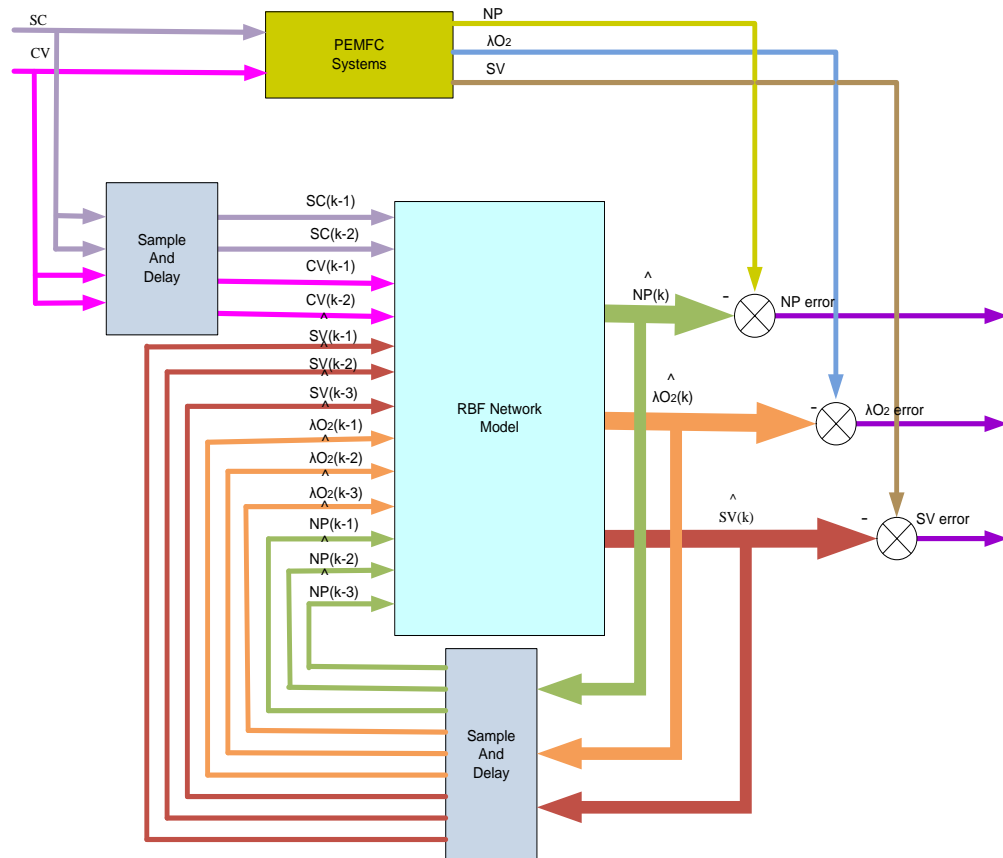 SC
NP
PEMFC
Systems
λO2
CV
SV
SC(k-1)
SC(k-2)
Sample
And
Delay
CV(k-1)
CV(k-2)
^
SV(k-1)
^
SV(k-2)
^
SV(k-3)
λO2(k-1)
^
λO2(k-2)
^
λO2(k-3)
^
NP(k-1)
^
NP(k-2)
^
NP(k-3)
RBF Network
Model
^
NP(k)
-
NP error
^
λO2(k)
-
λO2 error
^
SV(k)
-
SV error
Sample
And
Delay